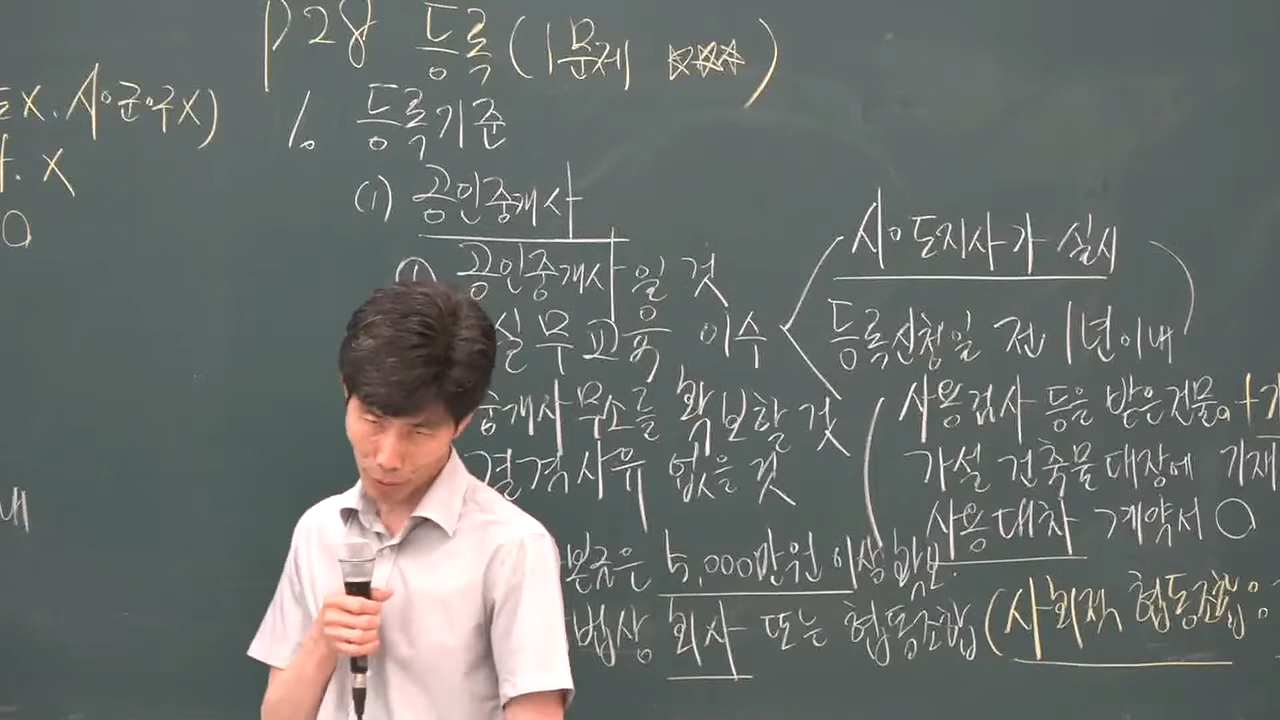 P28 등록 (1문제 ☆☆☆)
X. 시·군·구X)
X
O
내
1. 등록기준
(1) 공인중개사
① 공인중개사일 것
실무교육 이수
시·도지사가 실시
등록신청일 전 1년이내
중개사무소를 확보할 것
사용검사 등을 받은건물 + 가
가설 건축물 대장에 기재
사용대차 계약서 O
결격사유 없을 것
본금은 5,000만원 이상 확보.
법상 회사 또는 협동조합 (사회적 협동조합은